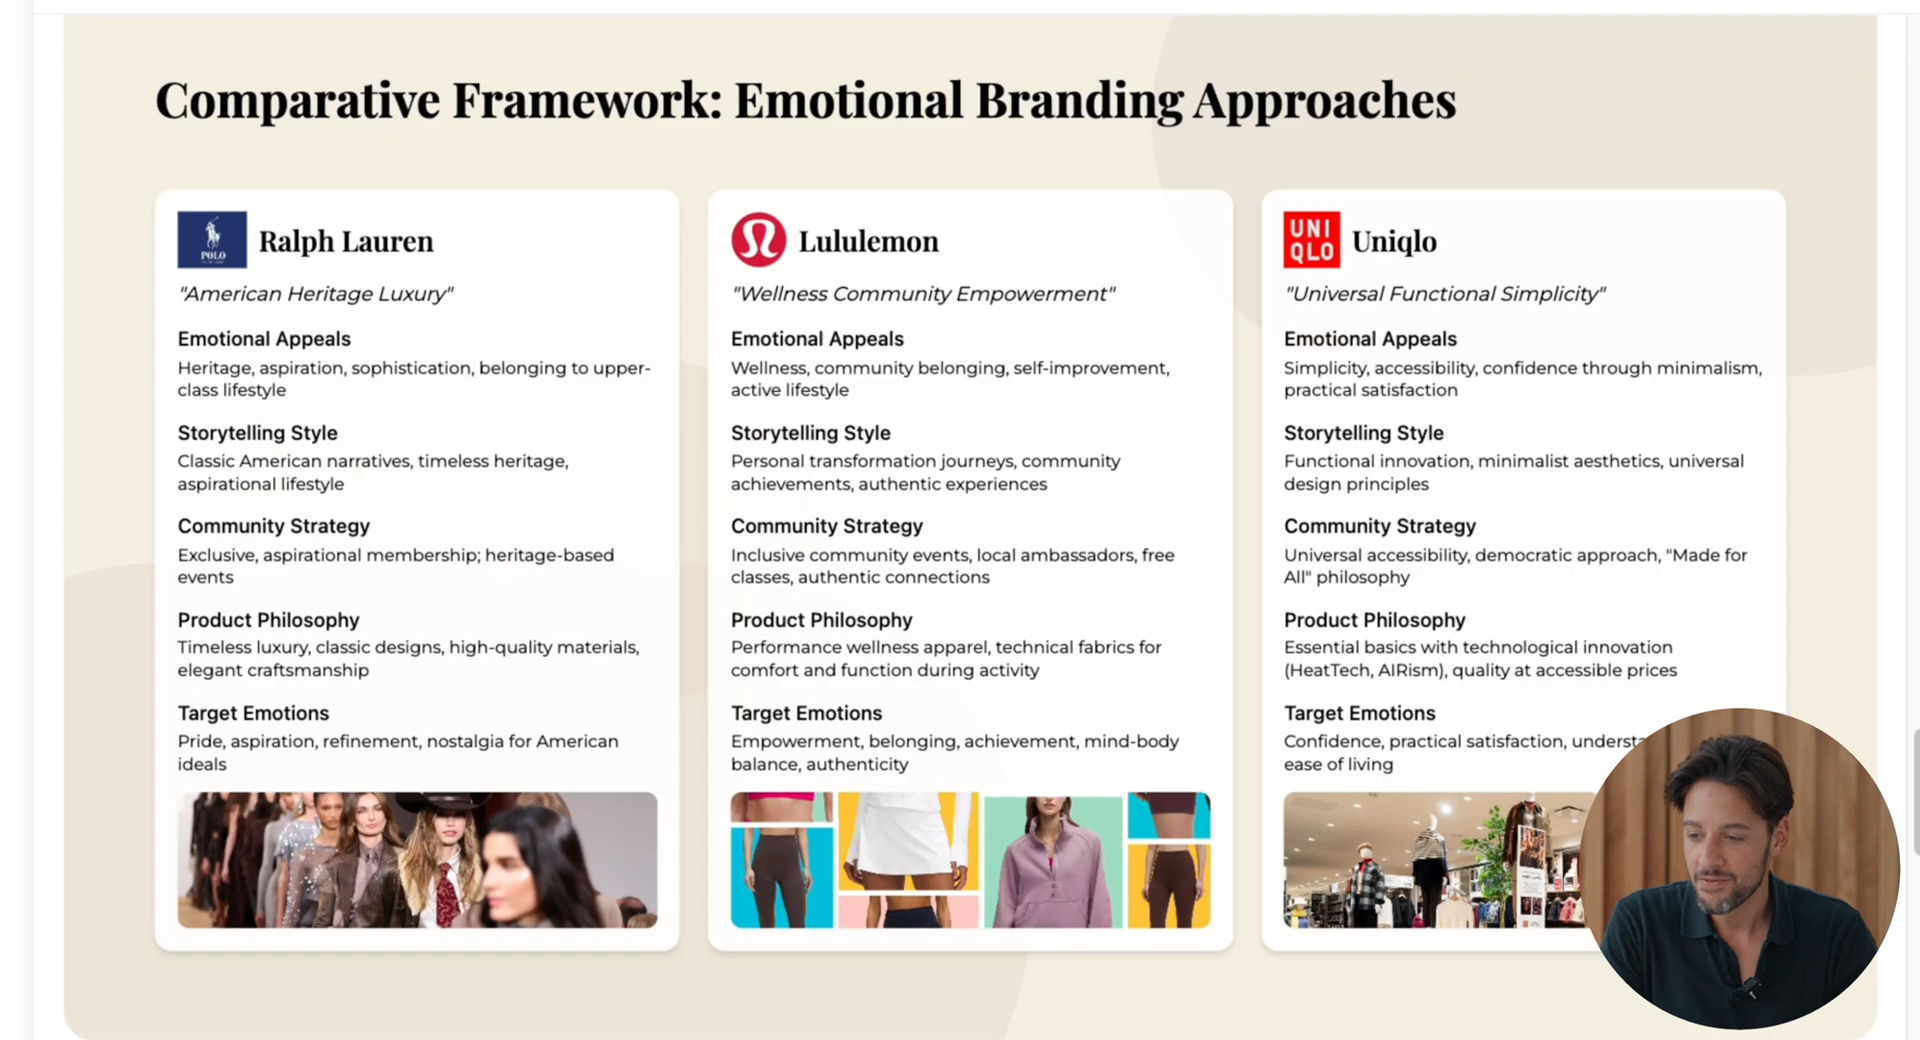 Comparative Framework: Emotional Branding Approaches
POLO
Ralph Lauren
"American Heritage Luxury"
Emotional Appeals
Heritage, aspiration, sophistication, belonging to upper-
class lifestyle
Storytelling Style
Classic American narratives, timeless heritage,
aspirational lifestyle
Community Strategy
Exclusive, aspirational membership; heritage-based
events
Product Philosophy
Timeless luxury, classic designs, high-quality materials,
elegant craftsmanship
Target Emotions
Pride, aspiration, refinement, nostalgia for American
ideals
Lululemon
"Wellness Community Empowerment"
Emotional Appeals
Wellness, community belonging, self-improvement,
active lifestyle
Storytelling Style
Personal transformation journeys, community
achievements, authentic experiences
Community Strategy
Inclusive community events, local ambassadors, free
classes, authentic connections
Product Philosophy
Performance wellness apparel, technical fabrics for
comfort and function during activity
Target Emotions
Empowerment, belonging, achievement, mind-body
balance, authenticity
UNI
QLO
Uniqlo
"Universal Functional Simplicity"
Emotional Appeals
Simplicity, accessibility, confidence through minimalism,
practical satisfaction
Storytelling Style
Functional innovation, minimalist aesthetics, universal
design principles
Community Strategy
Universal accessibility, democratic approach, "Made for
All" philosophy
Product Philosophy
Essential basics with technological innovation
(HeatTech, AIRism), quality at accessible prices
Target Emotions
Confidence, practical satisfaction,
ease of living